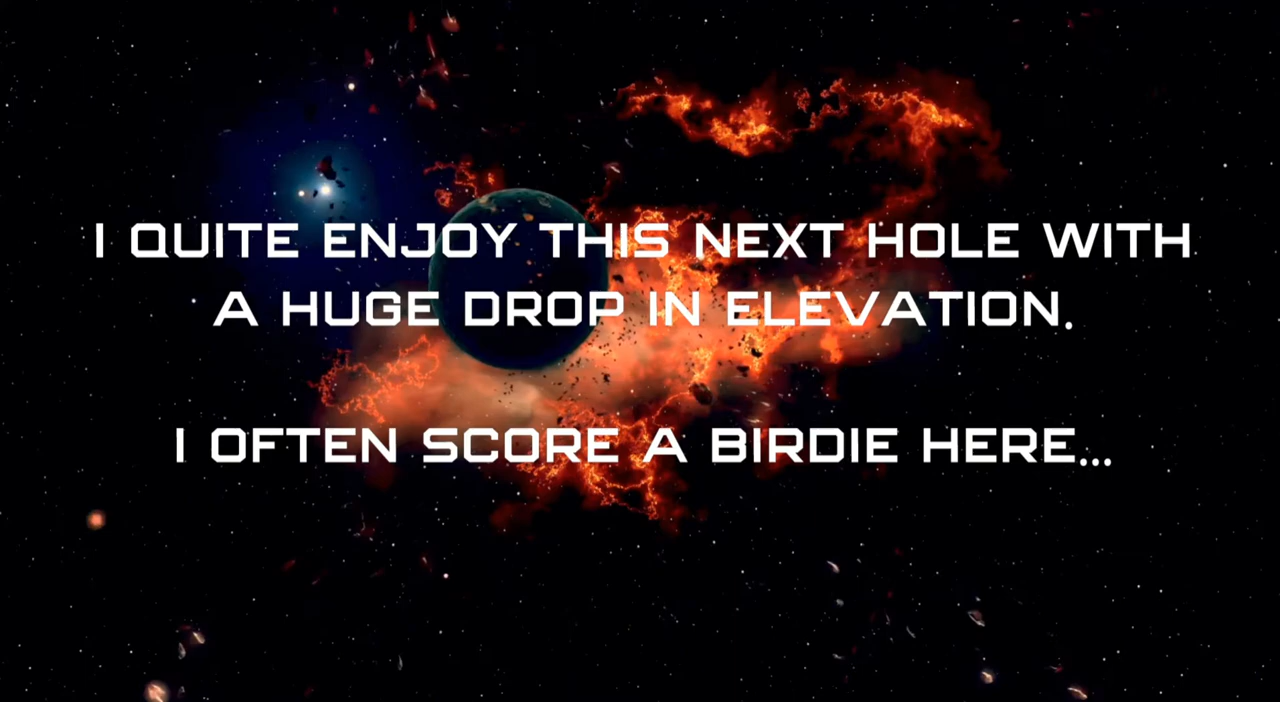 I QUITE ENJOY THIS NEXT HOLE WITH
A HUGE DROP IN ELEVATION.
I OFTEN SCORE A BIRDIE HERE...